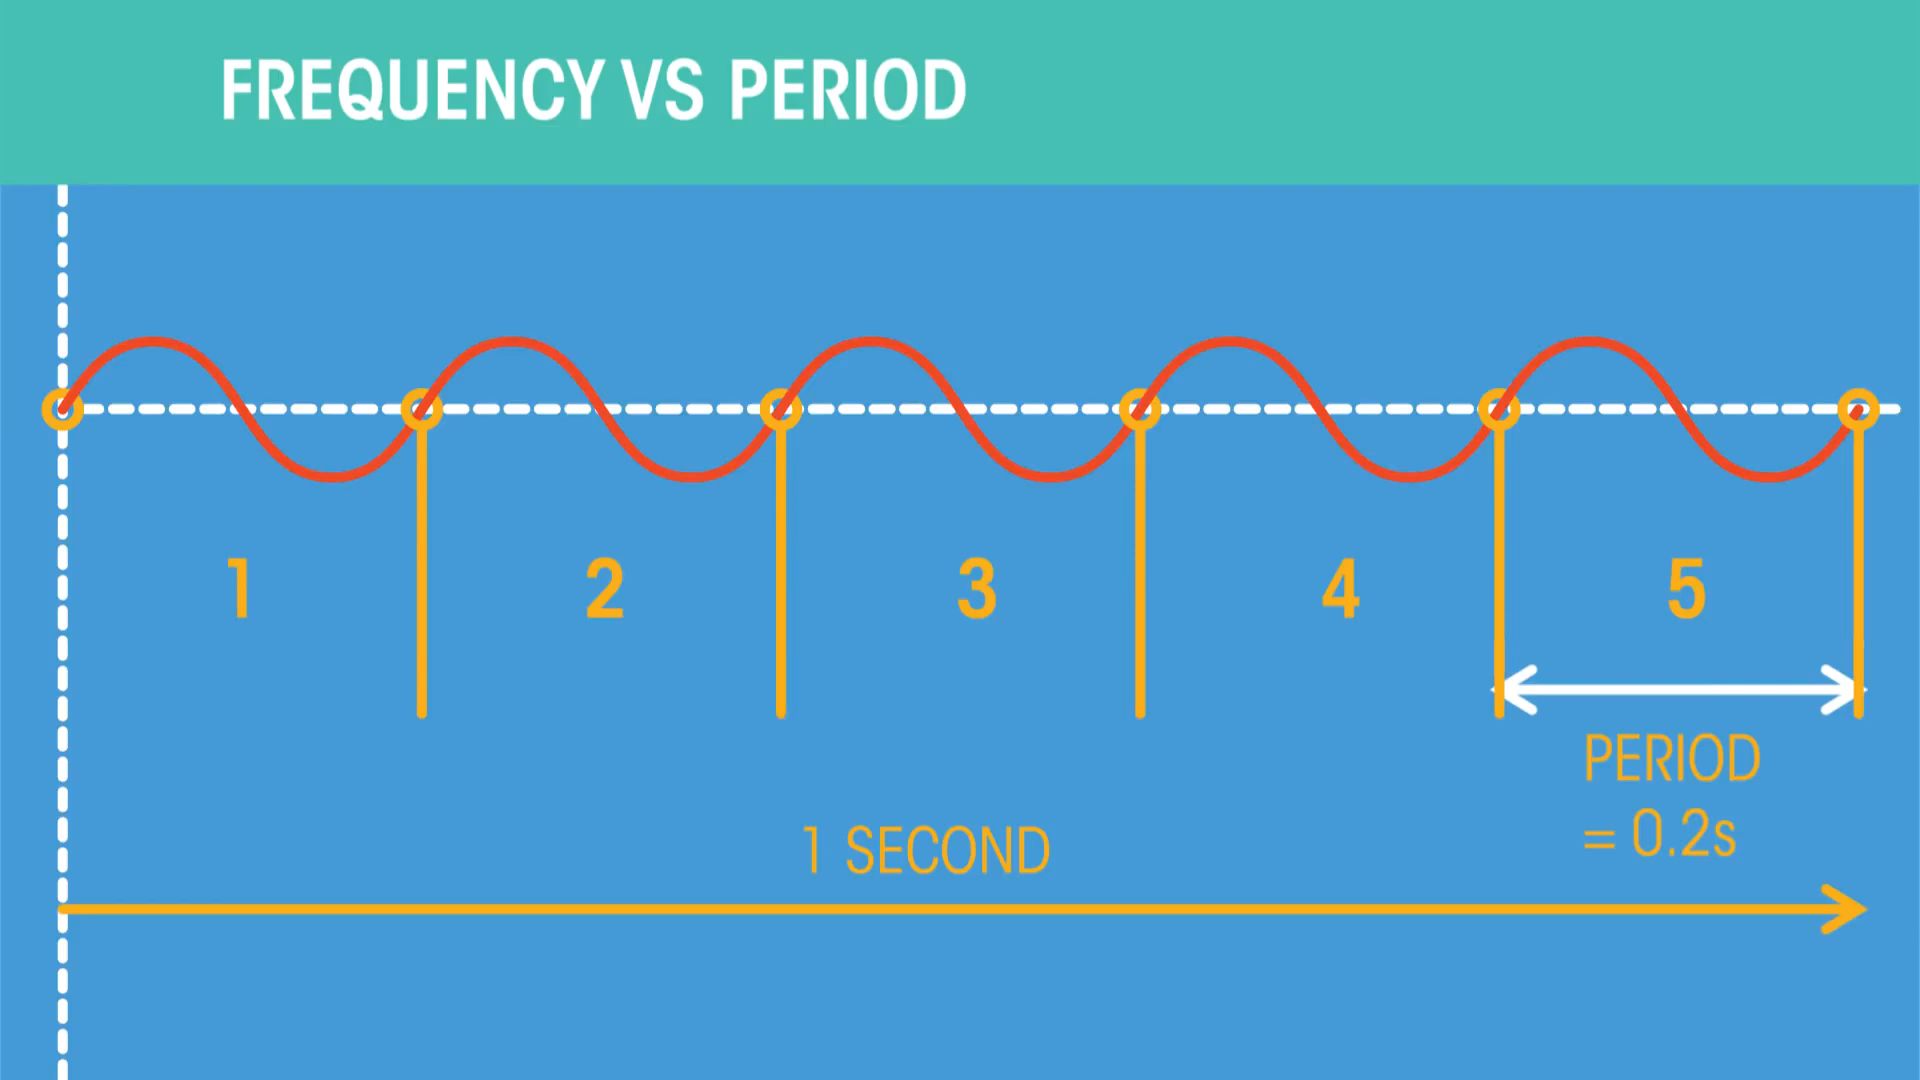 FREQUENCY VS PERIOD
1 2 3 4 5
PERIOD
= 0.2s
1 SECOND